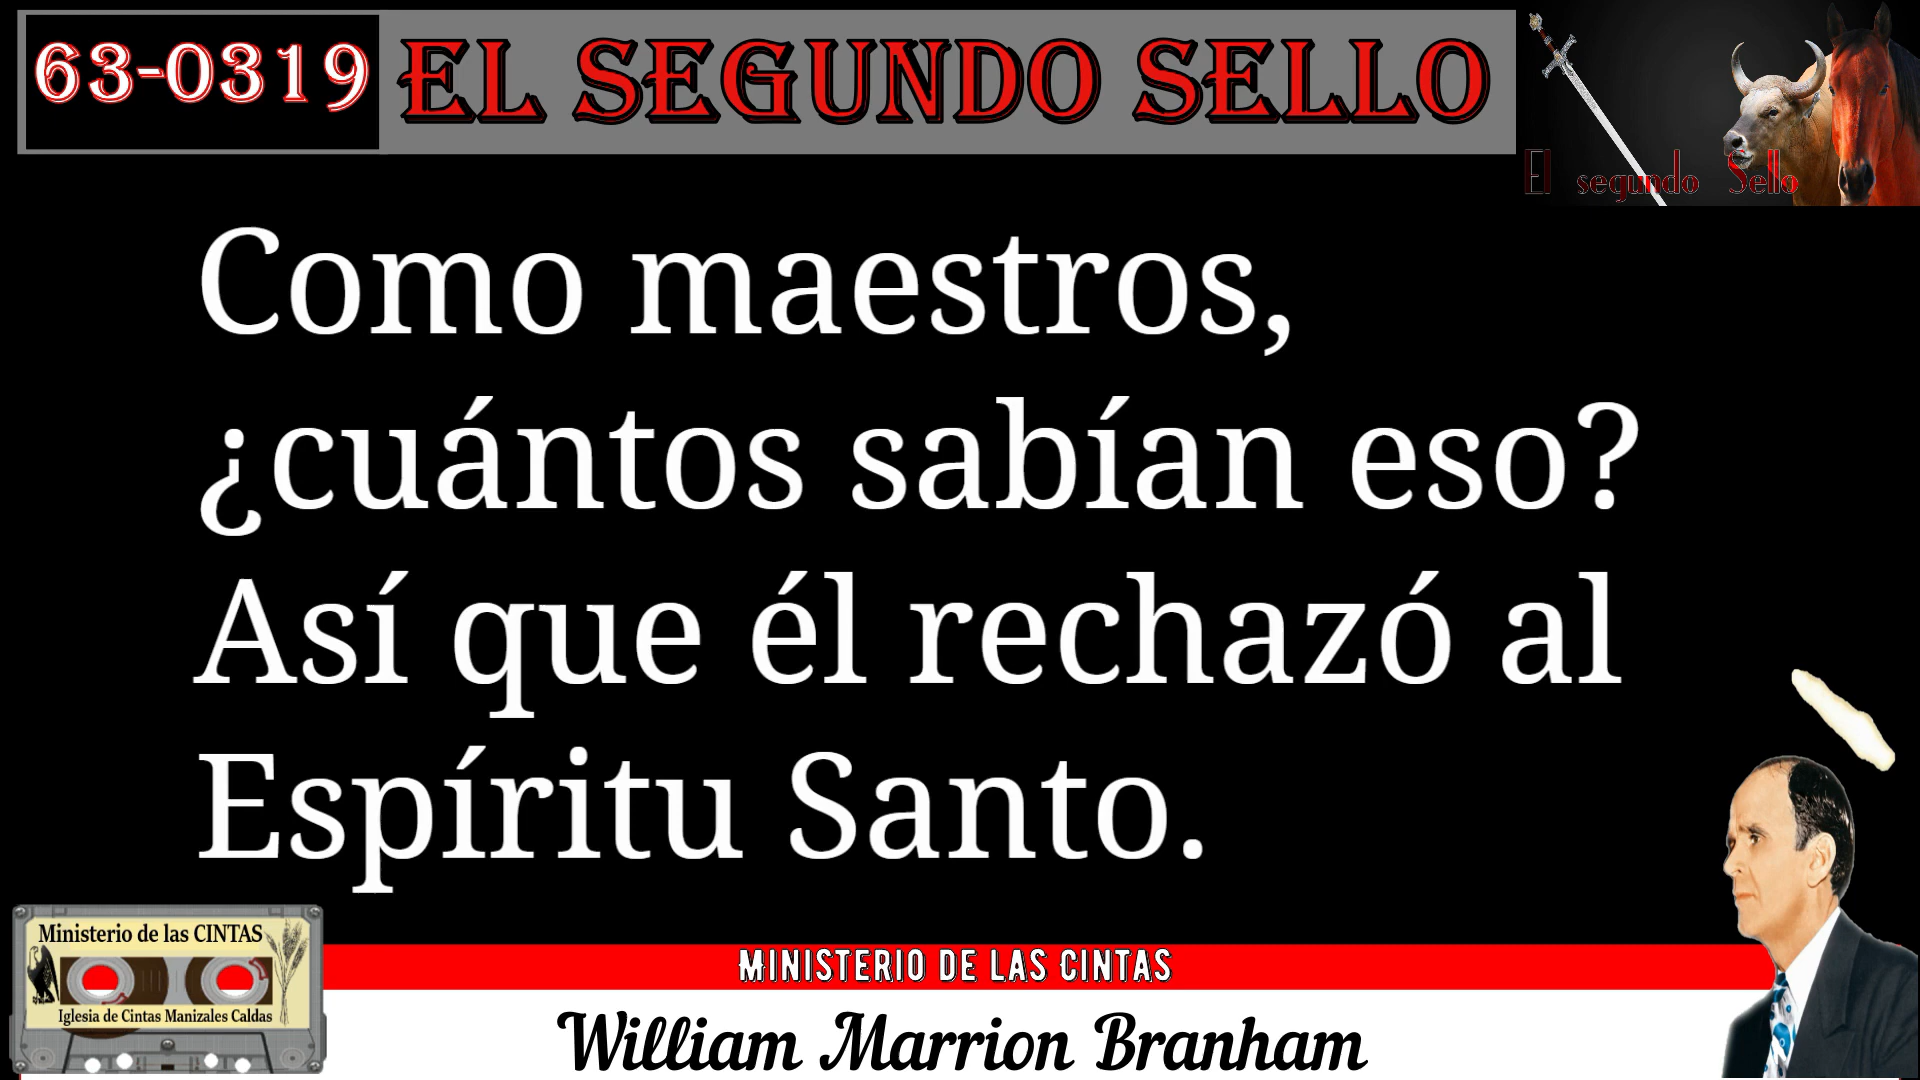 63-0319 EL SEGUNDO SELLO
El segundo Sello
Como maestros,
¿cuántos sabían eso?
Así que él rechazó al
Espíritu Santo.
Ministerio de las CINTAS
Iglesia de Cintas Manizales Caldas
MINISTERIO DE LAS CINTAS
William Marrion Branham